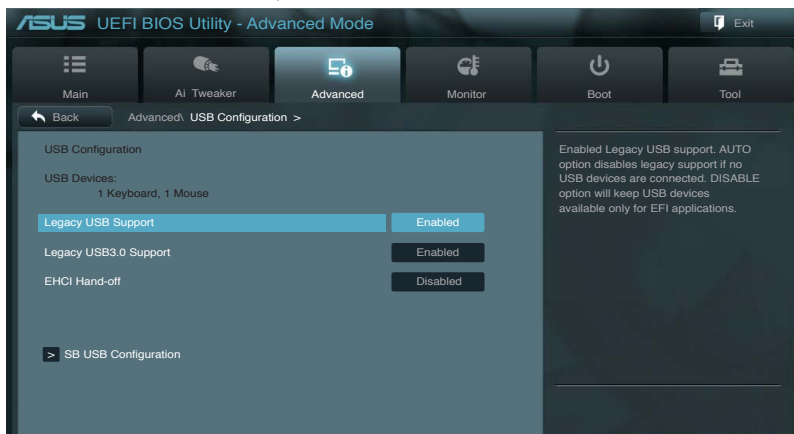 ASUS UEFI BIOS Utility - Advanced Mode
Exit
Main
Ai Tweaker
Advanced
Monitor
Boot
Tool
Back
Advanced\ USB Configuration >
USB Configuration
USB Devices:
1 Keyboard, 1 Mouse
Legacy USB Support Enabled
Legacy USB3.0 Support Enabled
EHCI Hand-off Disabled
> SB USB Configuration
Enabled Legacy USB support. AUTO
option disables legacy support if no
USB devices are connected. DISABLE
option will keep USB devices
available only for EFI applications.